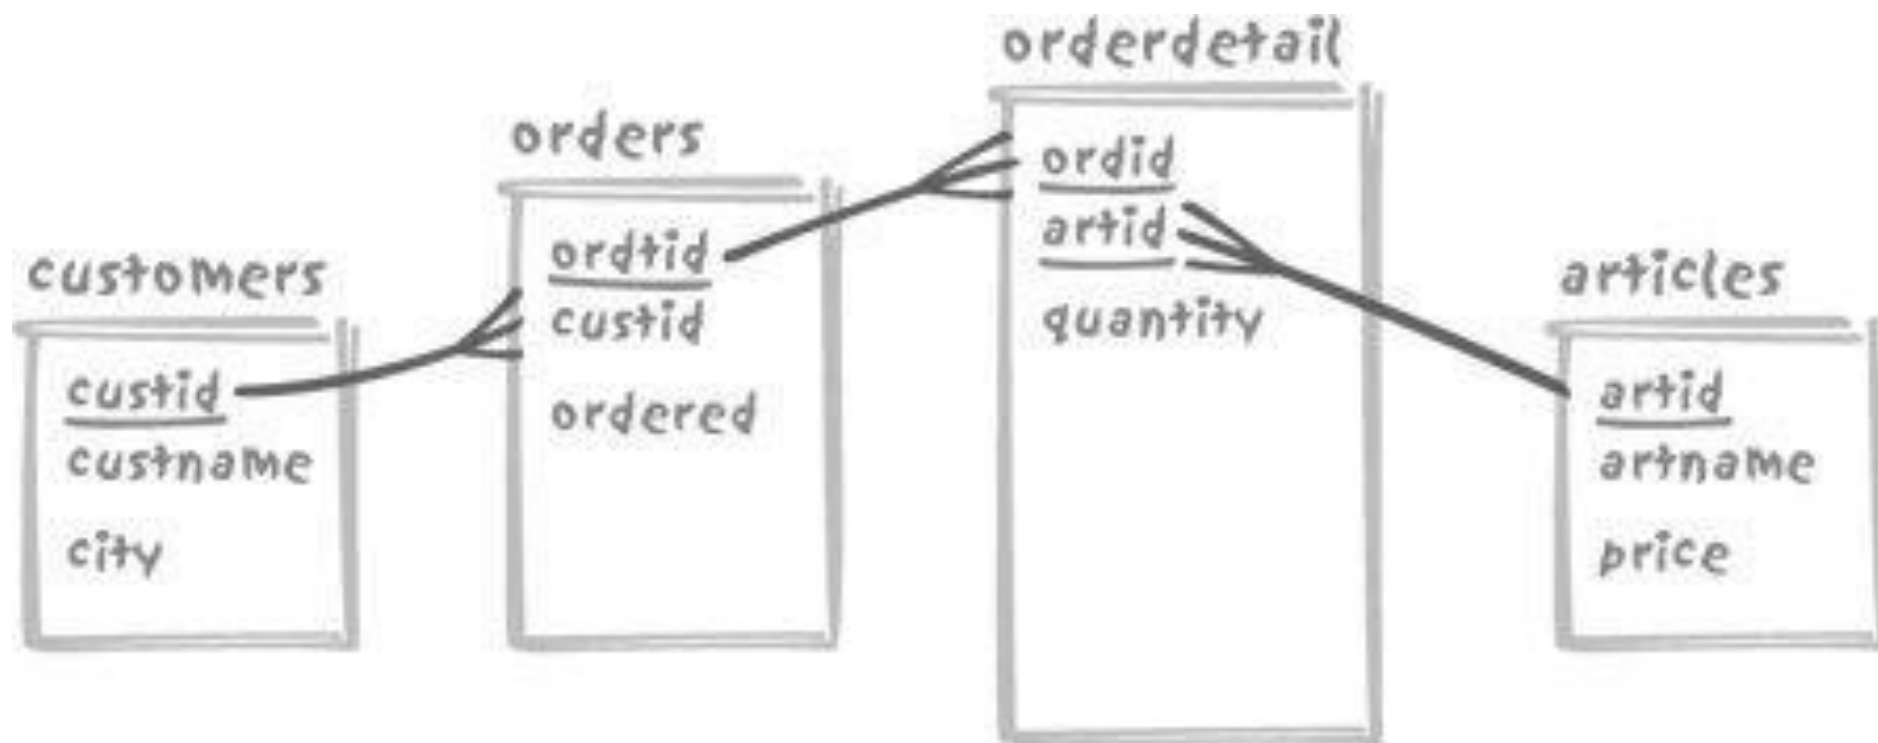 customers
custid
custname
city
orders
ordtid
custid
ordered
orderdetail
ordid
artid
quantity
articles
artid
artname
price